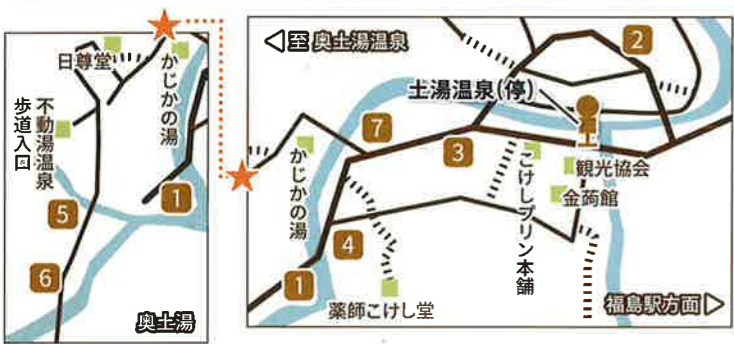 日尊堂
かじかの湯
不動湯温泉
歩道入口
5
1
6
奥土湯
至 奥土湯温泉
2
土湯温泉(停)
7
3
かじかの湯
こけしプリン本舗
観光協会
金蒟館
4
1
薬師こけし堂
福島駅方面